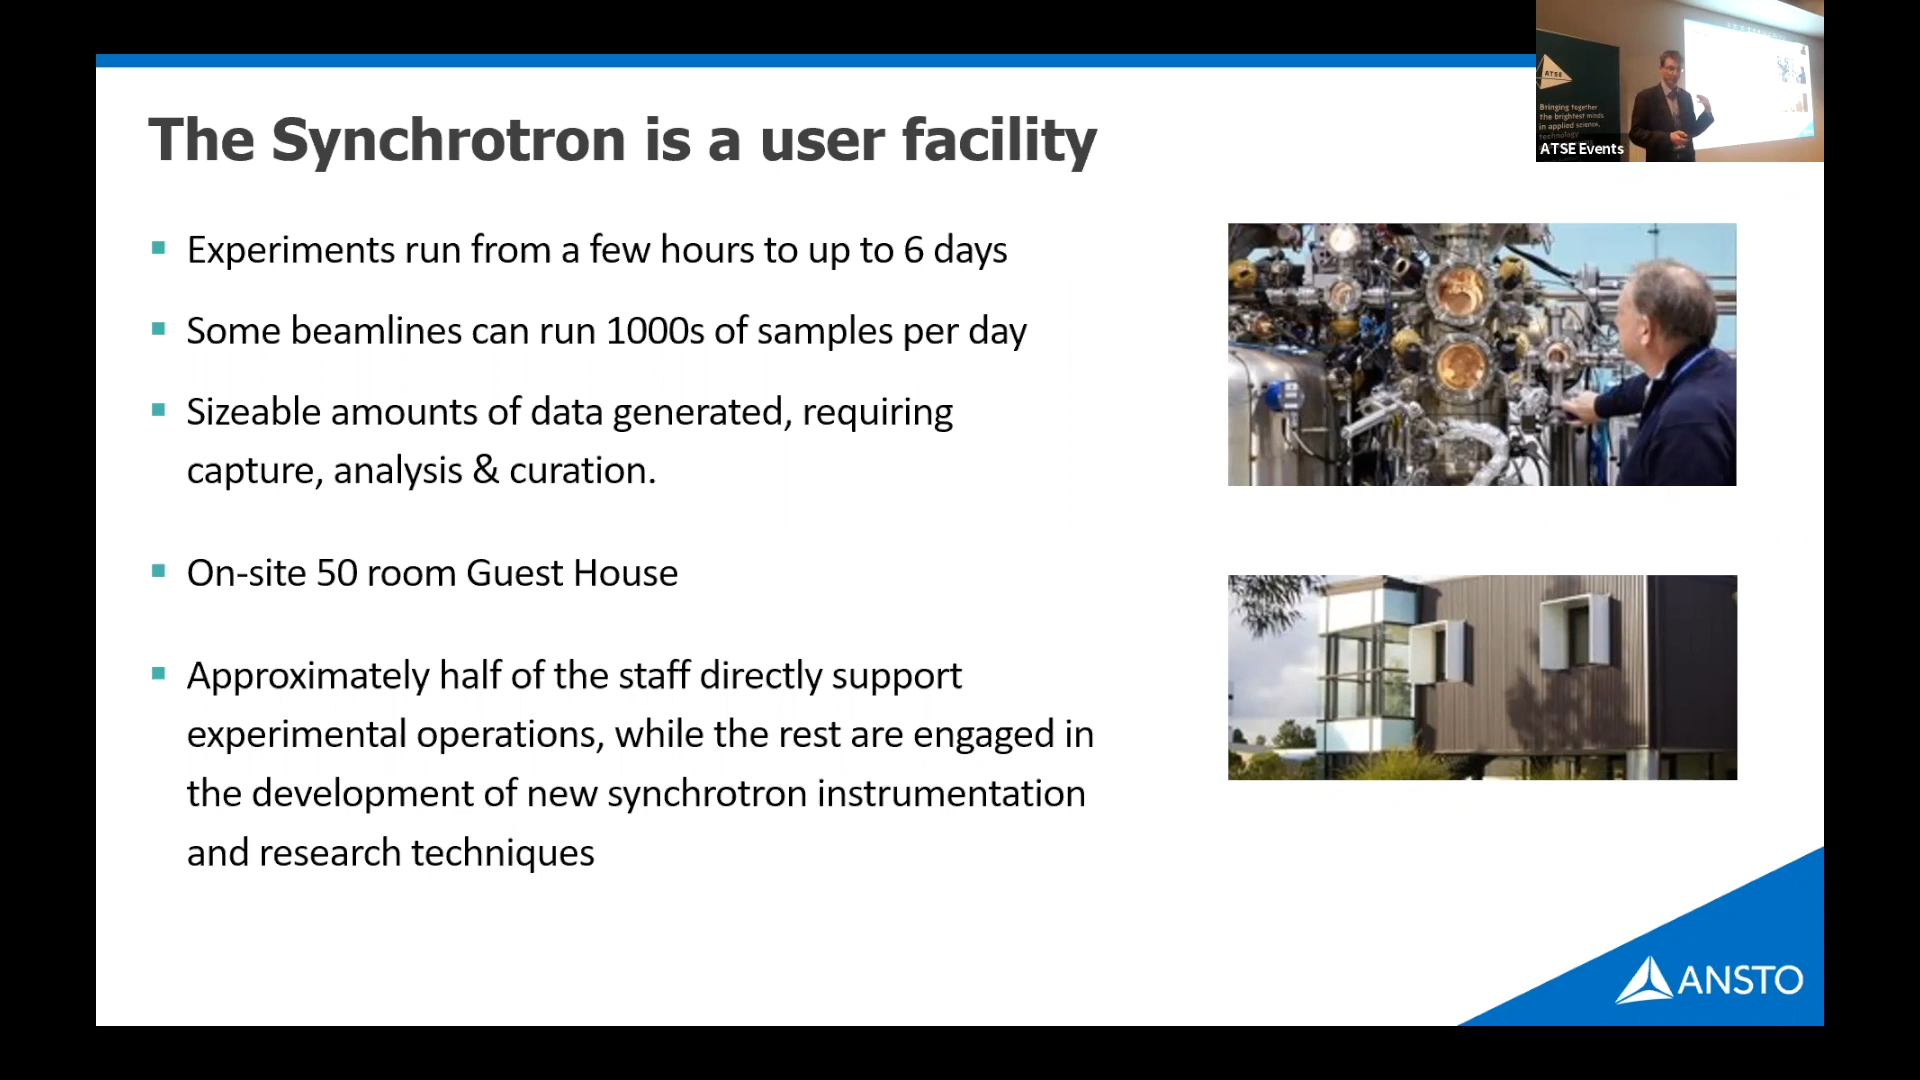 The Synchrotron is a user facility
Experiments run from a few hours to up to 6 days
Some beamlines can run 1000s of samples per day
Sizeable amounts of data generated, requiring
capture, analysis & curation.
On-site 50 room Guest House
Approximately half of the staff directly support
experimental operations, while the rest are engaged in
the development of new synchrotron instrumentation
and research techniques
ATSE
Bringing together
the brightest minds
in applied science,
technology
ATSE Events
ANSTO